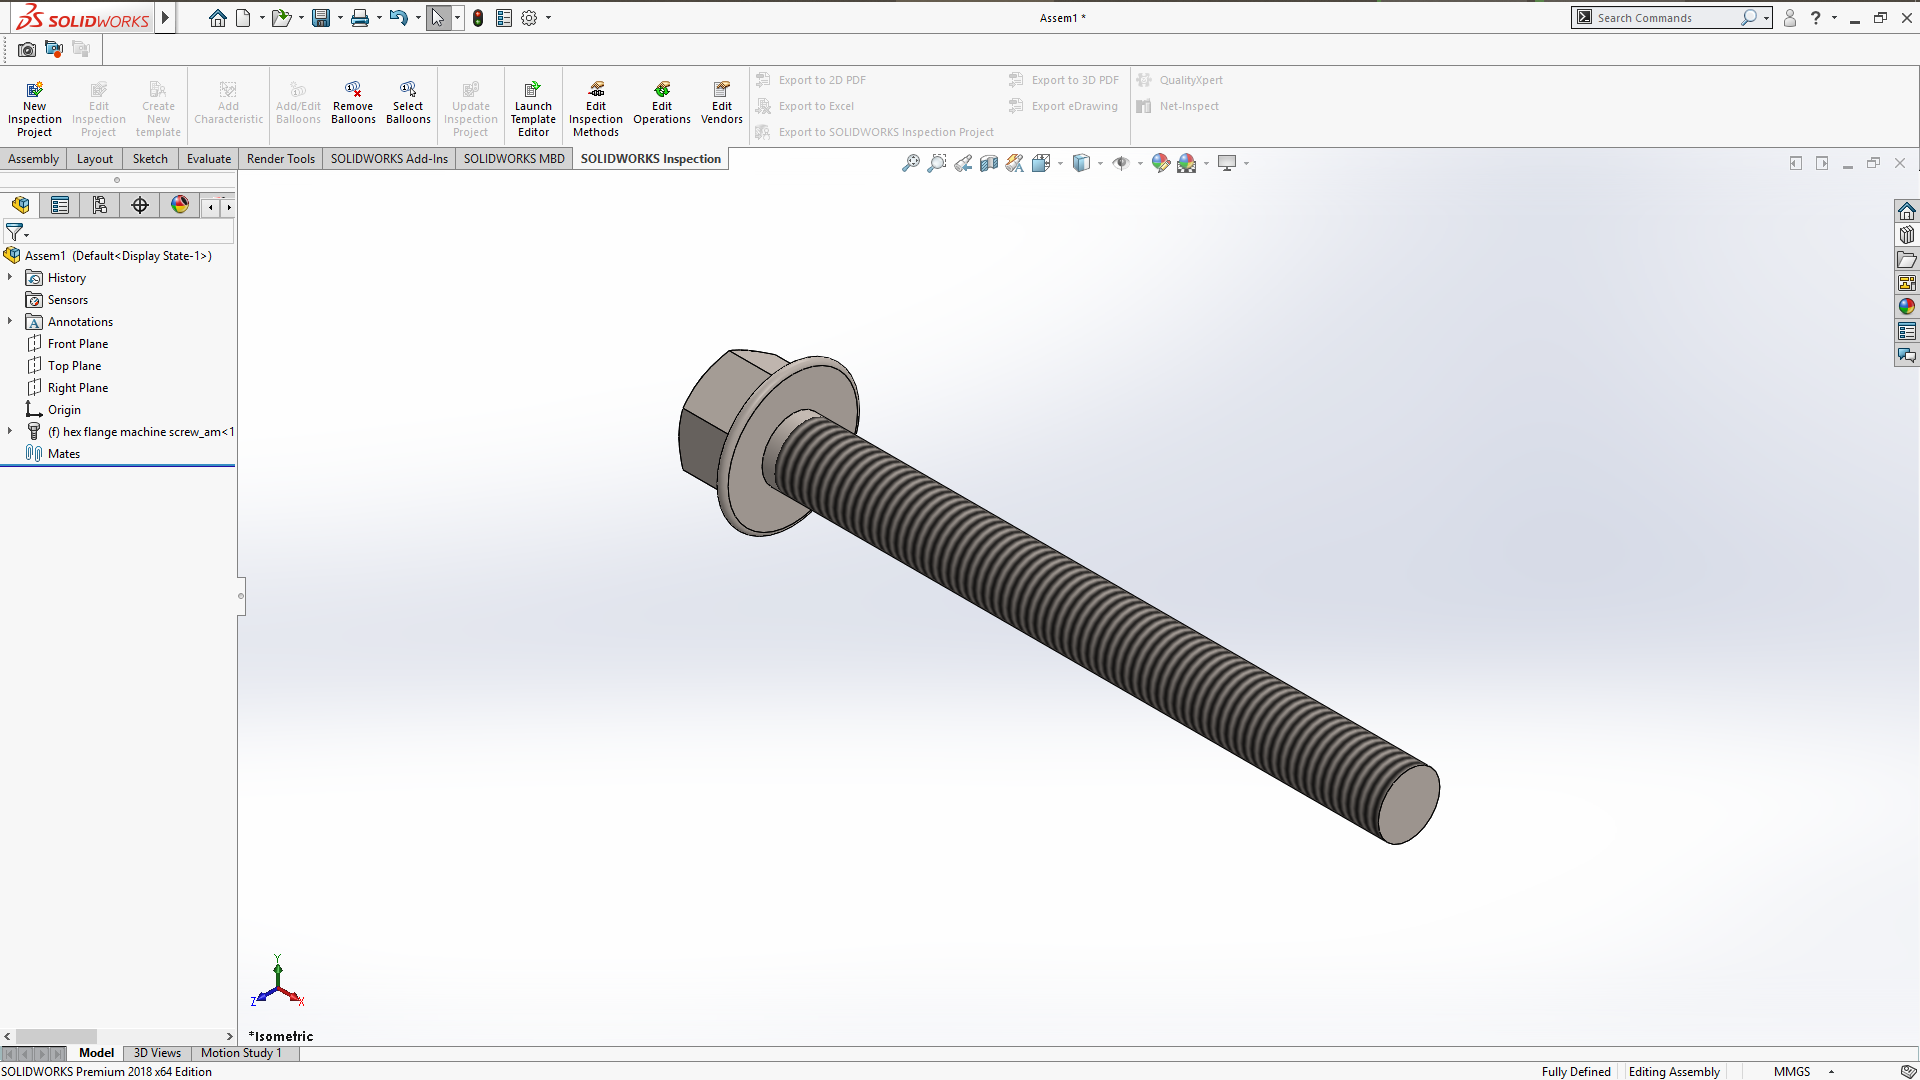 SOLIDWORKS
Assem1 *
Search Commands
?
New Inspection Project
Edit Inspection Project
Create New template
Add Characteristic
Add/Edit Balloons
Remove Balloons
Select Balloons
Update Inspection Project
Launch Template Editor
Edit Inspection Methods
Edit Operations
Edit Vendors
Export to 2D PDF
Export to Excel
Export to SOLIDWORKS Inspection Project
Export to 3D PDF
Export eDrawing
QualityXpert
Net-Inspect
Assembly
Layout
Sketch
Evaluate
Render Tools
SOLIDWORKS Add-Ins
SOLIDWORKS MBD
SOLIDWORKS Inspection
Assem1 (Default<Display State-1>)
History
Sensors
Annotations
Front Plane
Top Plane
Right Plane
Origin
(f) hex flange machine screw_am<1
Mates
Y
Z
X
*Isometric
Model
3D Views
Motion Study 1
SOLIDWORKS Premium 2018 x64 Edition
Fully Defined
Editing Assembly
MMGS